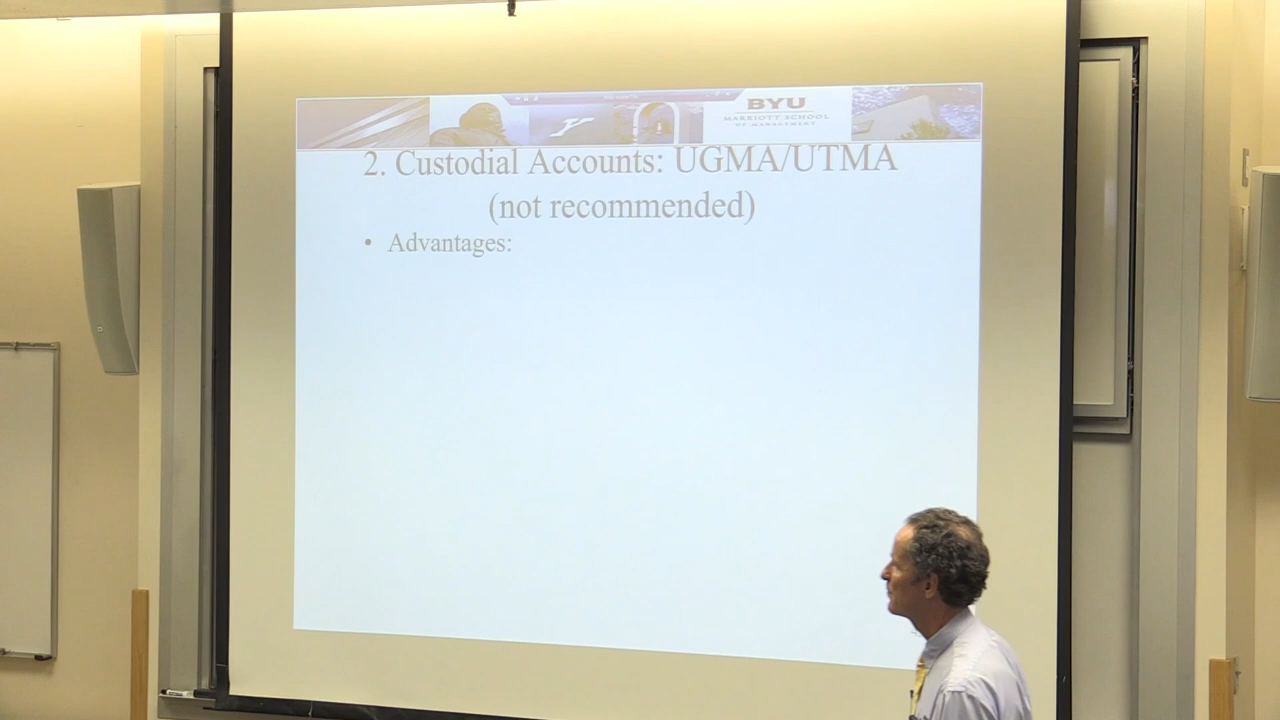 BYU
MARRIOTT SCHOOL
OF MANAGEMENT
Y
2. Custodial Accounts: UGMA/UTMA
(not recommended)
• Advantages: